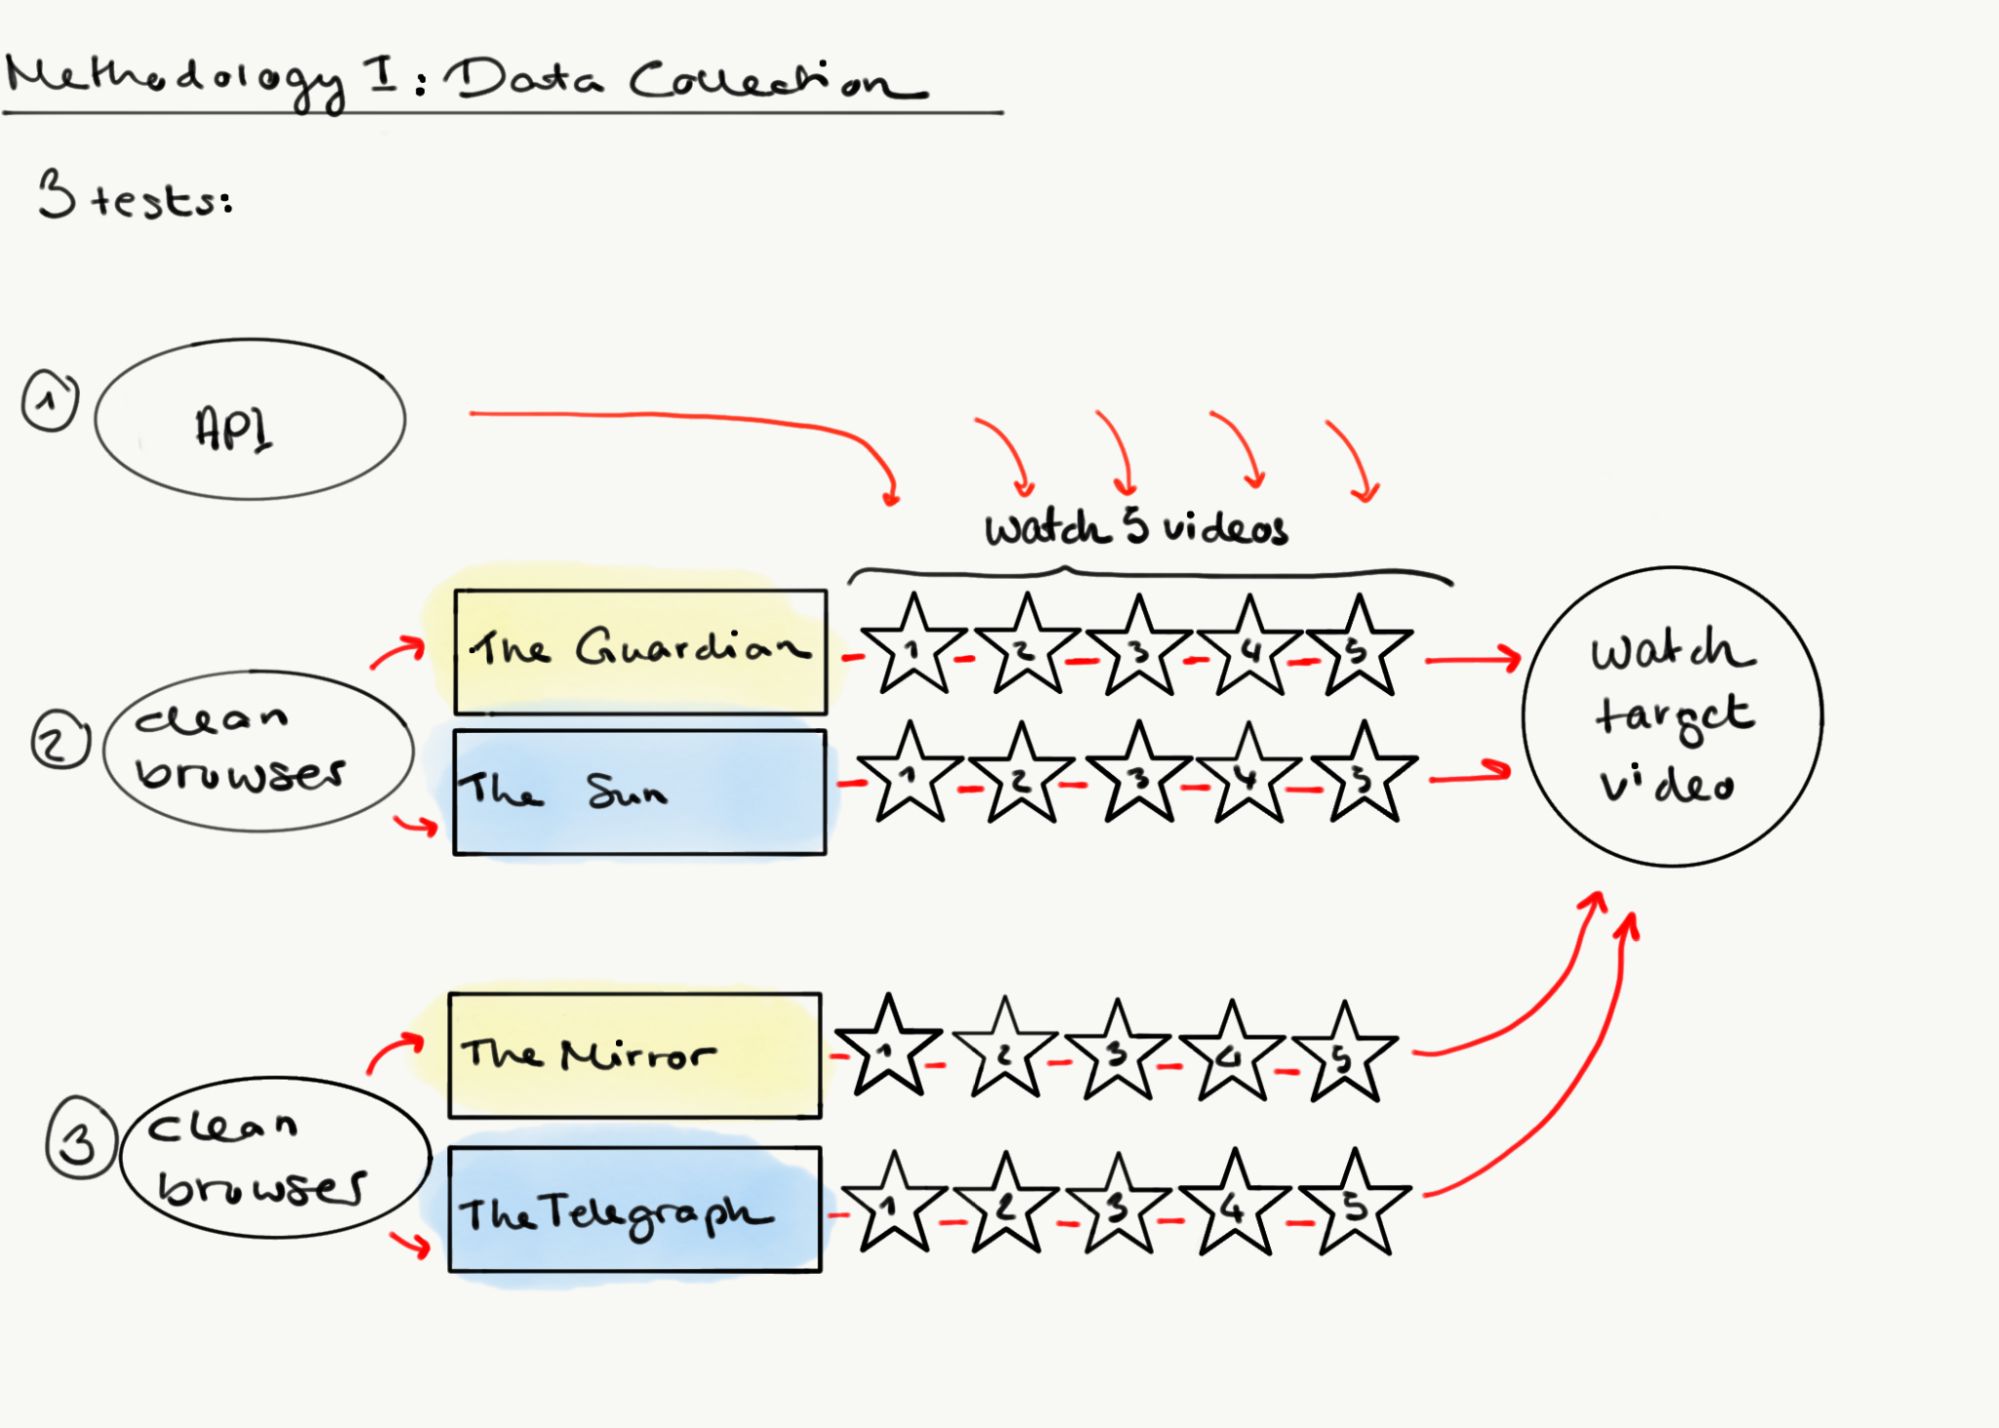 Methodology I: Data Collection
3 tests:
1
API
watch 5 videos
2
clean
browser
The Guardian
1 2 3 4 5
The Sun
1 2 3 4 5
watch
target
video
3
clean
browser
The Mirror
1 2 3 4 5
The Telegraph
1 2 3 4 5